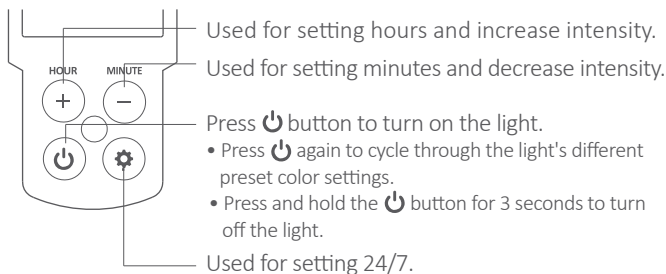 Used for setting hours and increase intensity.
Used for setting minutes and decrease intensity.
HOUR MINUTE
+ −
Press ⏻ button to turn on the light.
• Press ⏻ again to cycle through the light's different
preset color settings.
• Press and hold the ⏻ button for 3 seconds to turn
off the light.
Used for setting 24/7.